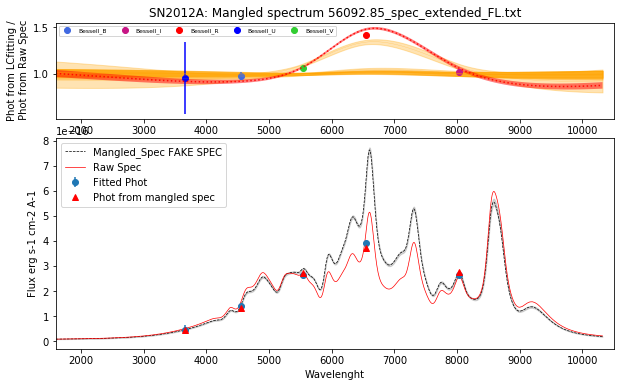 SN2012A: Mangled spectrum 56092.85_spec_extended_FL.txt
Phot from LCfitting /
Phot from Raw Spec
1.5
1.0
Bessell_B
Bessell_I
Bessell_R
Bessell_U
Bessell_V
2000 3000 4000 5000 6000 7000 8000 9000 10000
1e−16
Flux erg s-1 cm-2 A-1
8
7
6
5
4
3
2
1
0
Mangled_Spec FAKE SPEC
Raw Spec
Fitted Phot
Phot from mangled spec
2000 3000 4000 5000 6000 7000 8000 9000 10000
Wavelenght